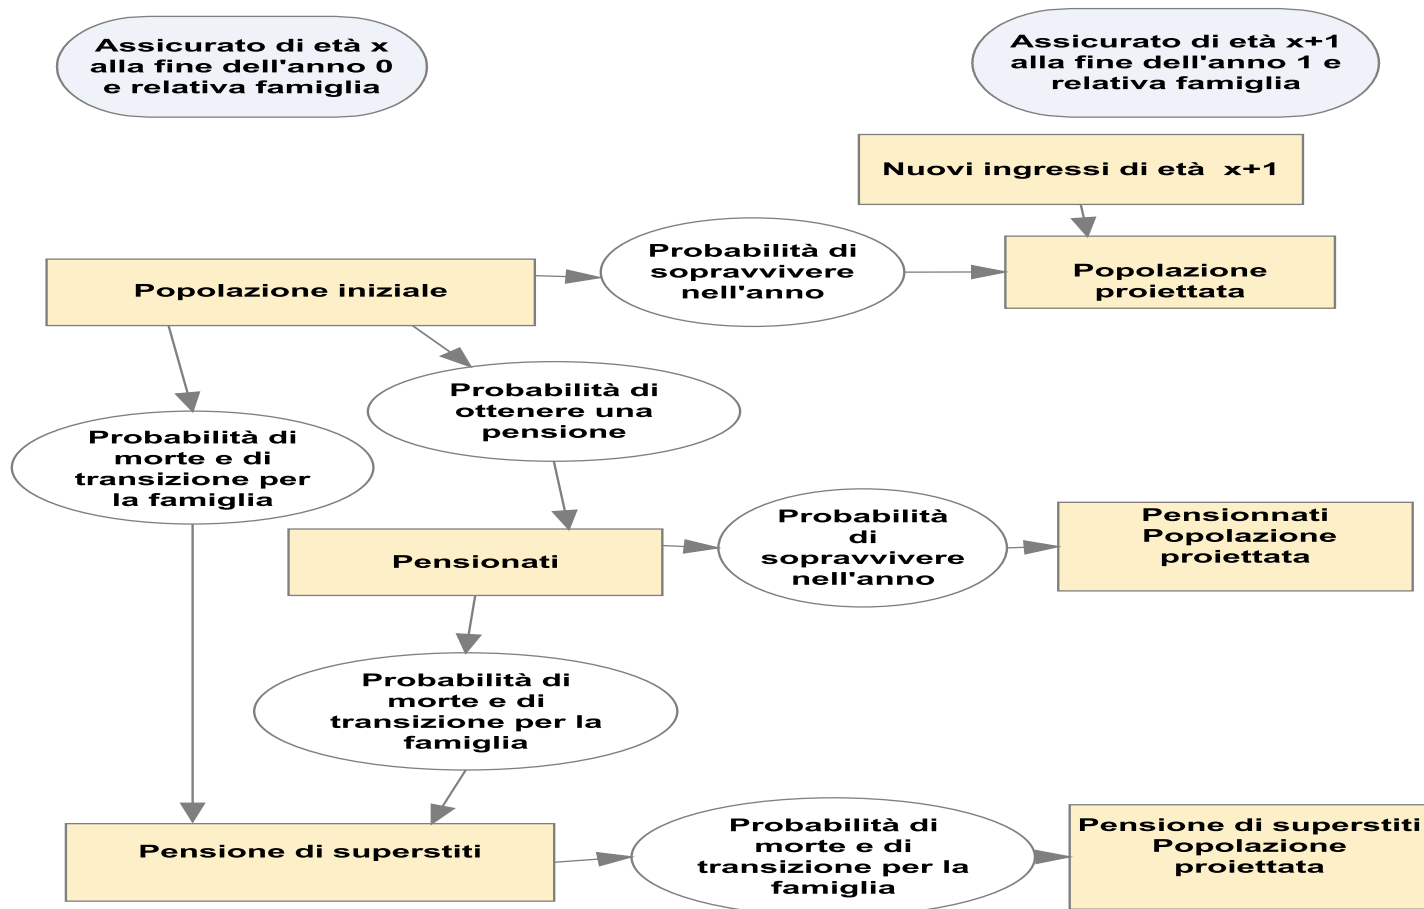 Assicurato di età x
alla fine dell'anno 0
e relativa famiglia
Assicurato di età x+1
alla fine dell'anno 1 e
relativa famiglia
Nuovi ingressi di età x+1
Probabilità di
sopravvivere
nell'anno
Popolazione
proiettata
Popolazione iniziale
Probabilità di
ottenere una
pensione
Probabilità di
morte e di
transizione per
la famiglia
Pensionati
Probabilità
di
sopravvivere
nell'anno
Pensionnati
Popolazione
proiettata
Probabilità di
morte e di
transizione per la
famiglia
Pensione di superstiti
Probabilità di
morte e di
transizione per la
famiglia
Pensione di superstiti
Popolazione
proiettata